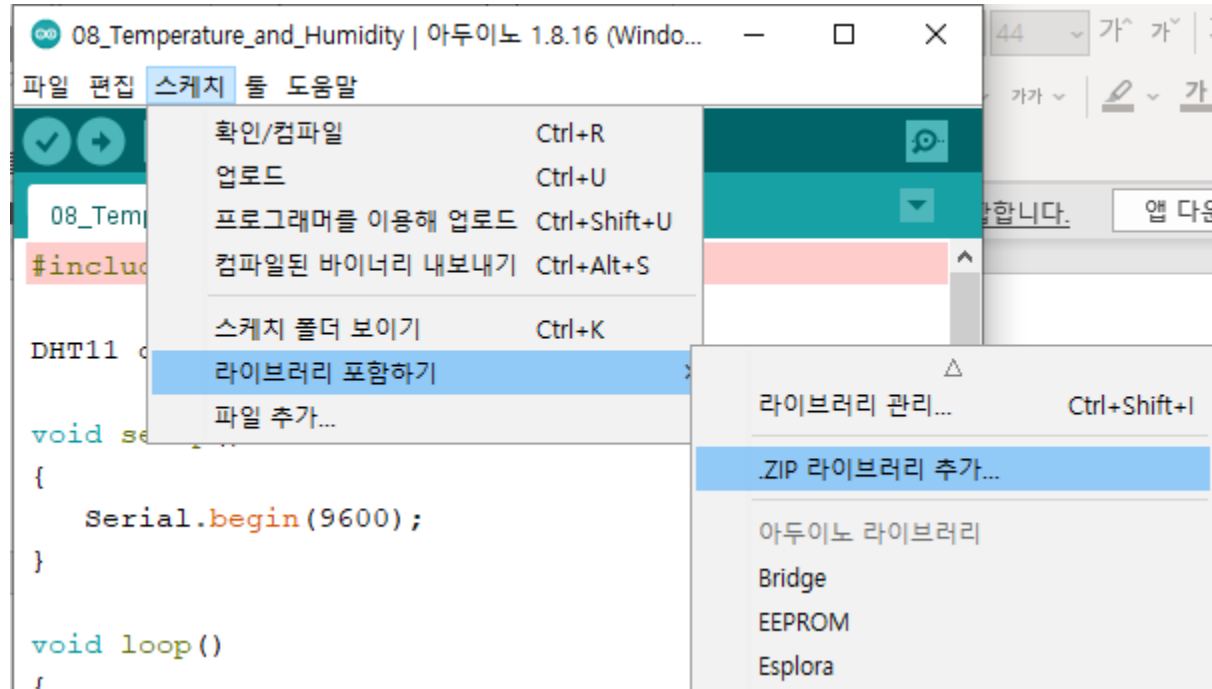 08_Temperature_and_Humidity | 아두이노 1.8.16 (Windo...
44 가 가
파일 편집 스케치 툴 도움말
가가 가
확인/컴파일 Ctrl+R
업로드 Ctrl+U
08_Temp
프로그래머를 이용해 업로드 Ctrl+Shift+U
합니다. 앱 다운
#includ
컴파일된 바이너리 내보내기 Ctrl+Alt+S
스케치 폴더 보이기 Ctrl+K
DHT11
라이브러리 포함하기
파일 추가...
라이브러리 관리... Ctrl+Shift+I
void
.ZIP 라이브러리 추가...
{
Serial.begin(9600);
아두이노 라이브러리
}
Bridge
EEPROM
void loop()
Esplora
{